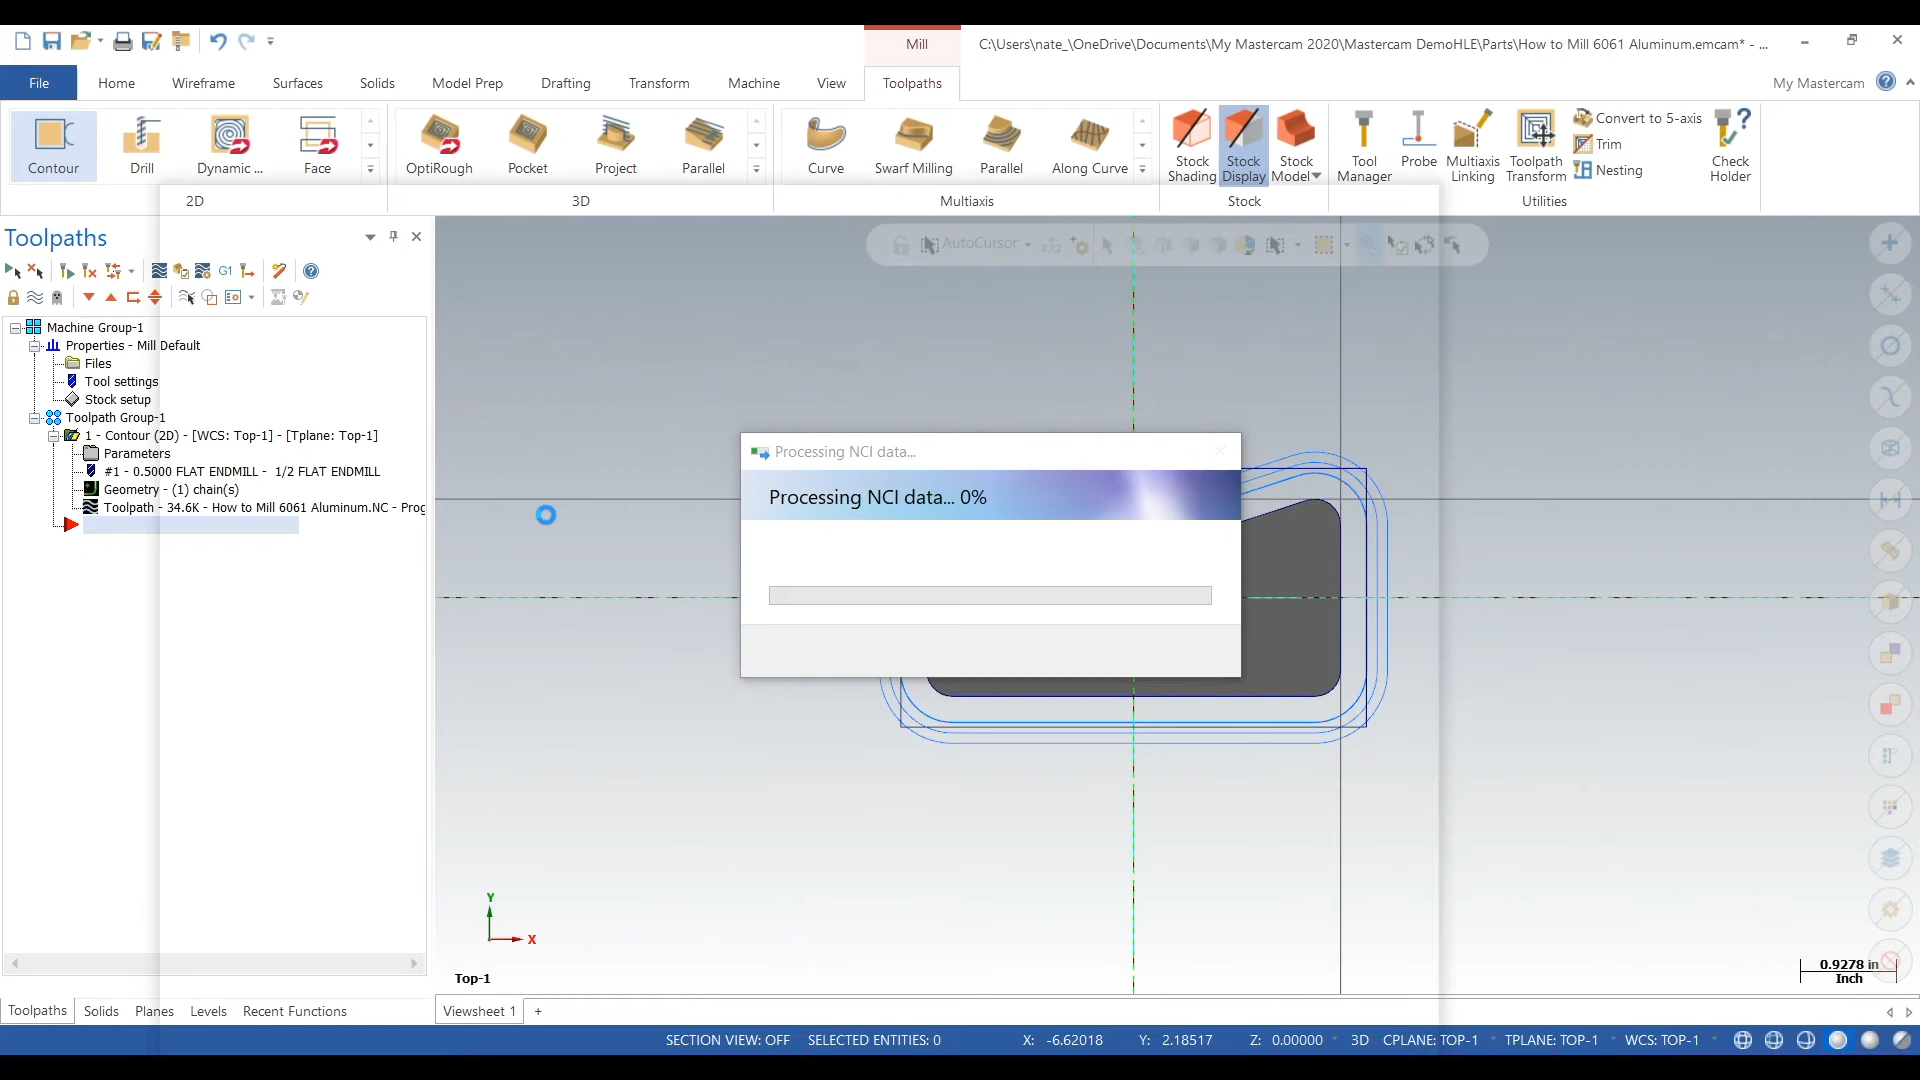 Mill
C:\Users\nate_\OneDrive\Documents\My Mastercam 2020\Mastercam DemoHLE\Parts\How to Mill 6061 Aluminum.emcam* - ...
File
Home
Wireframe
Surfaces
Solids
Model Prep
Drafting
Transform
Machine
View
Toolpaths
My Mastercam
Contour
Drill
Dynamic ...
Face
OptiRough
Pocket
Project
Parallel
Curve
Swarf Milling
Parallel
Along Curve
Stock
Shading
Stock
Display
Stock
Model
Tool
Manager
Probe
Multiaxis
Linking
Toolpath
Transform
Convert to 5-axis
Trim
Nesting
Check
Holder
2D
3D
Multiaxis
Stock
Utilities
Toolpaths
G1
AutoCursor
Machine Group-1
Properties - Mill Default
Files
Tool settings
Stock setup
Toolpath Group-1
1 - Contour (2D) - [WCS: Top-1] - [Tplane: Top-1]
Parameters
#1 - 0.5000 FLAT ENDMILL - 1/2 FLAT ENDMILL
Geometry - (1) chain(s)
Toolpath - 34.6K - How to Mill 6061 Aluminum.NC - Prog
Processing NCI data...
Processing NCI data... 0%
Y
X
Top-1
0.9278 in
Inch
Toolpaths
Solids
Planes
Levels
Recent Functions
Viewsheet 1
+
SECTION VIEW: OFF
SELECTED ENTITIES: 0
X: -6.62018
Y: 2.18517
Z: 0.00000
3D
CPLANE: TOP-1
TPLANE: TOP-1
WCS: TOP-1